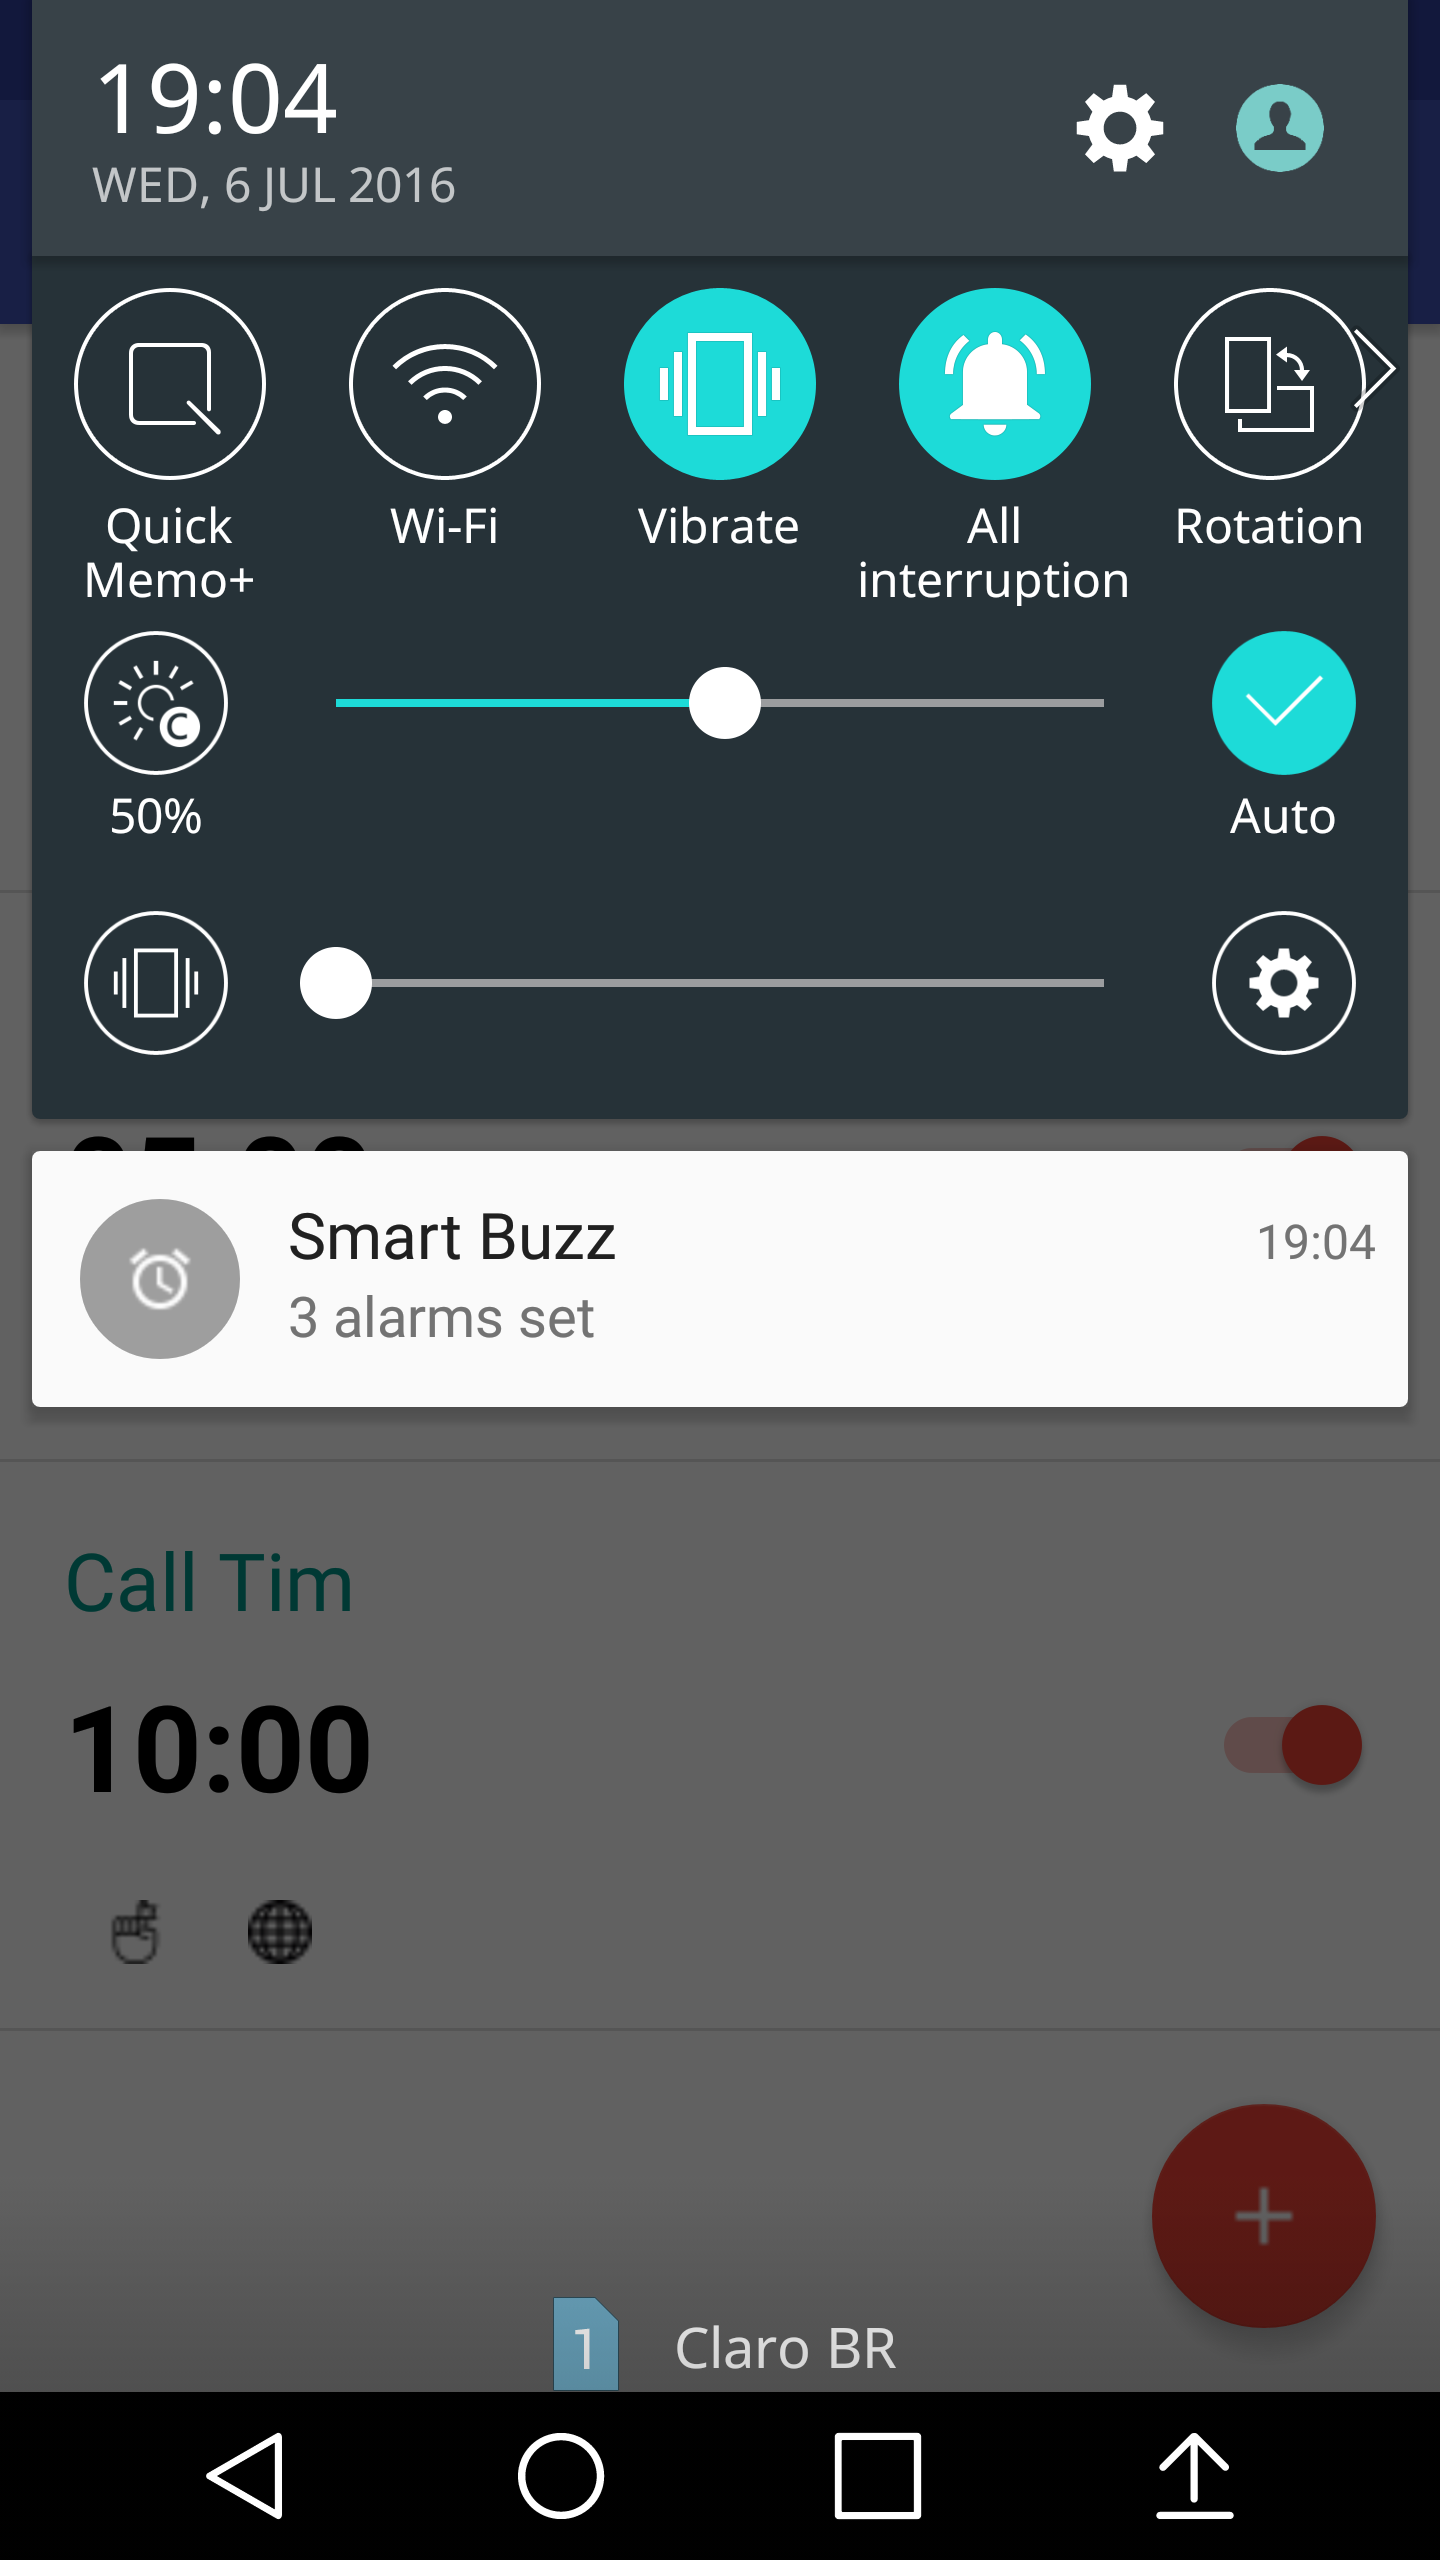 19:04
WED, 6 JUL 2016
Quick
Memo+
Wi-Fi
Vibrate
All
interruption
Rotation
50%
Auto
Smart Buzz
19:04
3 alarms set
Call Tim
10:00
1
Claro BR